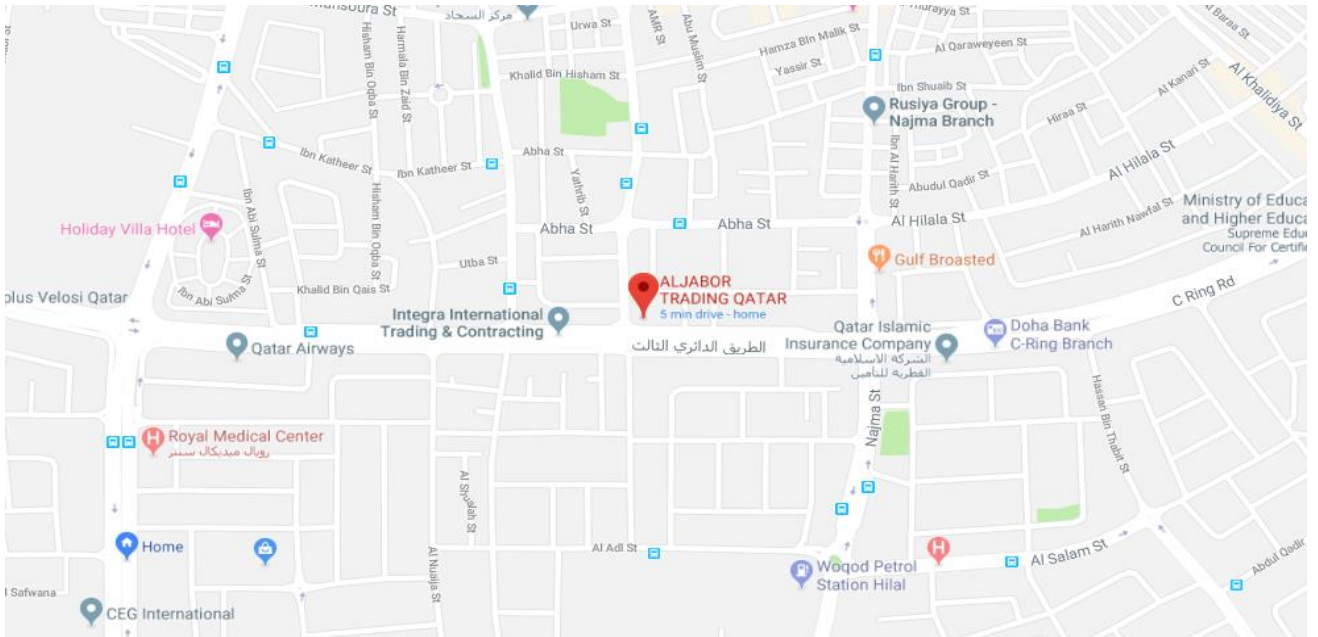 Mansoura St
مركز السجاد
Urwa St
AMR St
Abu Muslim St
Hamza Bin Malik St
Yassir St
Al Qaraweyeen St
Al Baraa St
Hisham Bin Oqba St
Harmala Bin Zaid St
Khalid Bin Hisham St
Ibn Shuaib St
Al Kanari St
Al Khalidiya St
Rusiya Group -
Najma Branch
Hiraa St
Ibn Katheer St
Ibn Katheer St
Abha St
Yathrib St
Ibn Al Harith St
Abudul Qadir St
Al Hilala St
Ibn Abi Sulma St
Hisham Bin Oqba St
Holiday Villa Hotel
Abha St
Abha St
Al Hilala St
Al Harith Nawfal St
Ministry of Educa
and Higher Educa
Supreme Edu
Council For Certific
Utba St
Gulf Broasted
Ibn Abi Sulma St
Khalid Bin Qais St
ALJABOR
TRADING QATAR
5 min drive - home
C Ring Rd
olus Velosi Qatar
Integra International
Trading & Contracting
Qatar Airways
الطريق الدائري الثالث
Qatar Islamic
Insurance Company
الشركة الاسلامية
القطرية للتأمين
Doha Bank
C-Ring Branch
Najma St
Hassan Bin Thabit St
Royal Medical Center
رويال ميديكال سنتر
Al Shualah St
Home
Al Nuaija St
Al Adl St
Woqod Petrol
Station Hilal
Al Salam St
Abdul Qadir
Safwana
CEG International